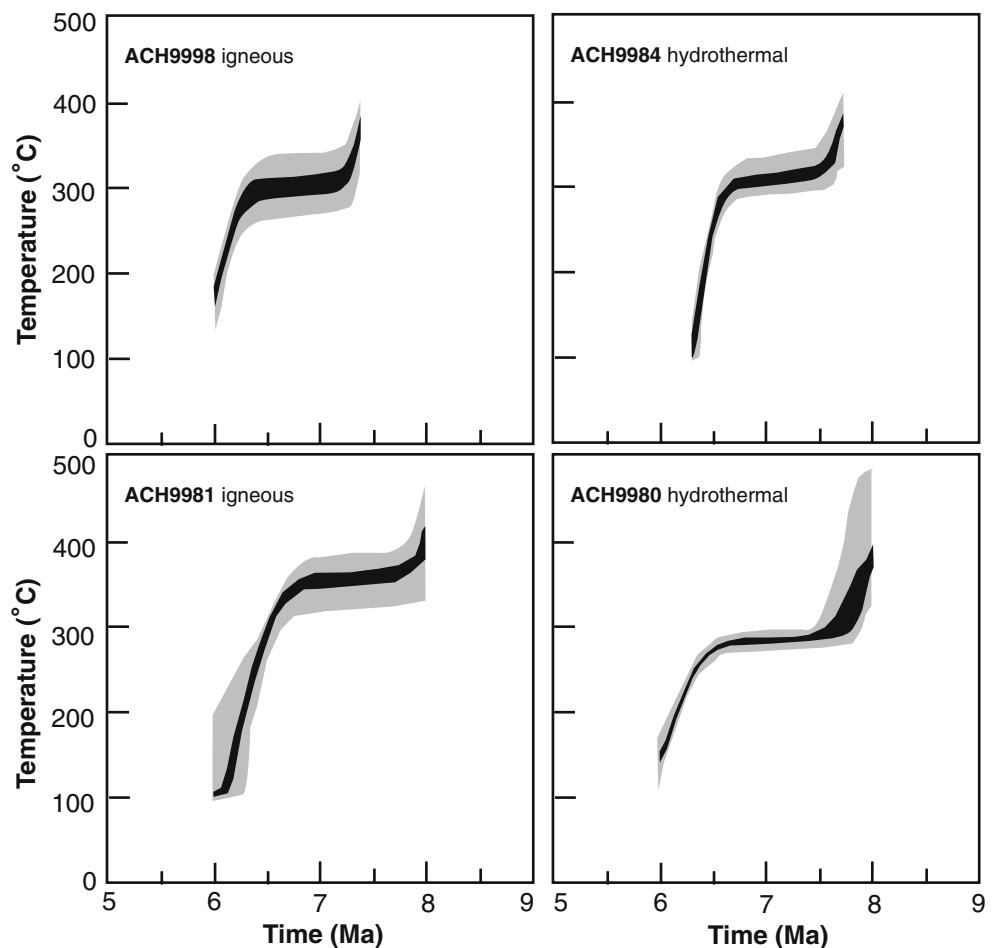 500
ACH9998 igneous
ACH9984 hydrothermal
400
300
200
100
0
Temperature (˚C)
500
ACH9981 igneous
ACH9980 hydrothermal
400
300
200
100
0
Temperature (˚C)
5 6 7 8 9 5 6 7 8 9
Time (Ma) Time (Ma)